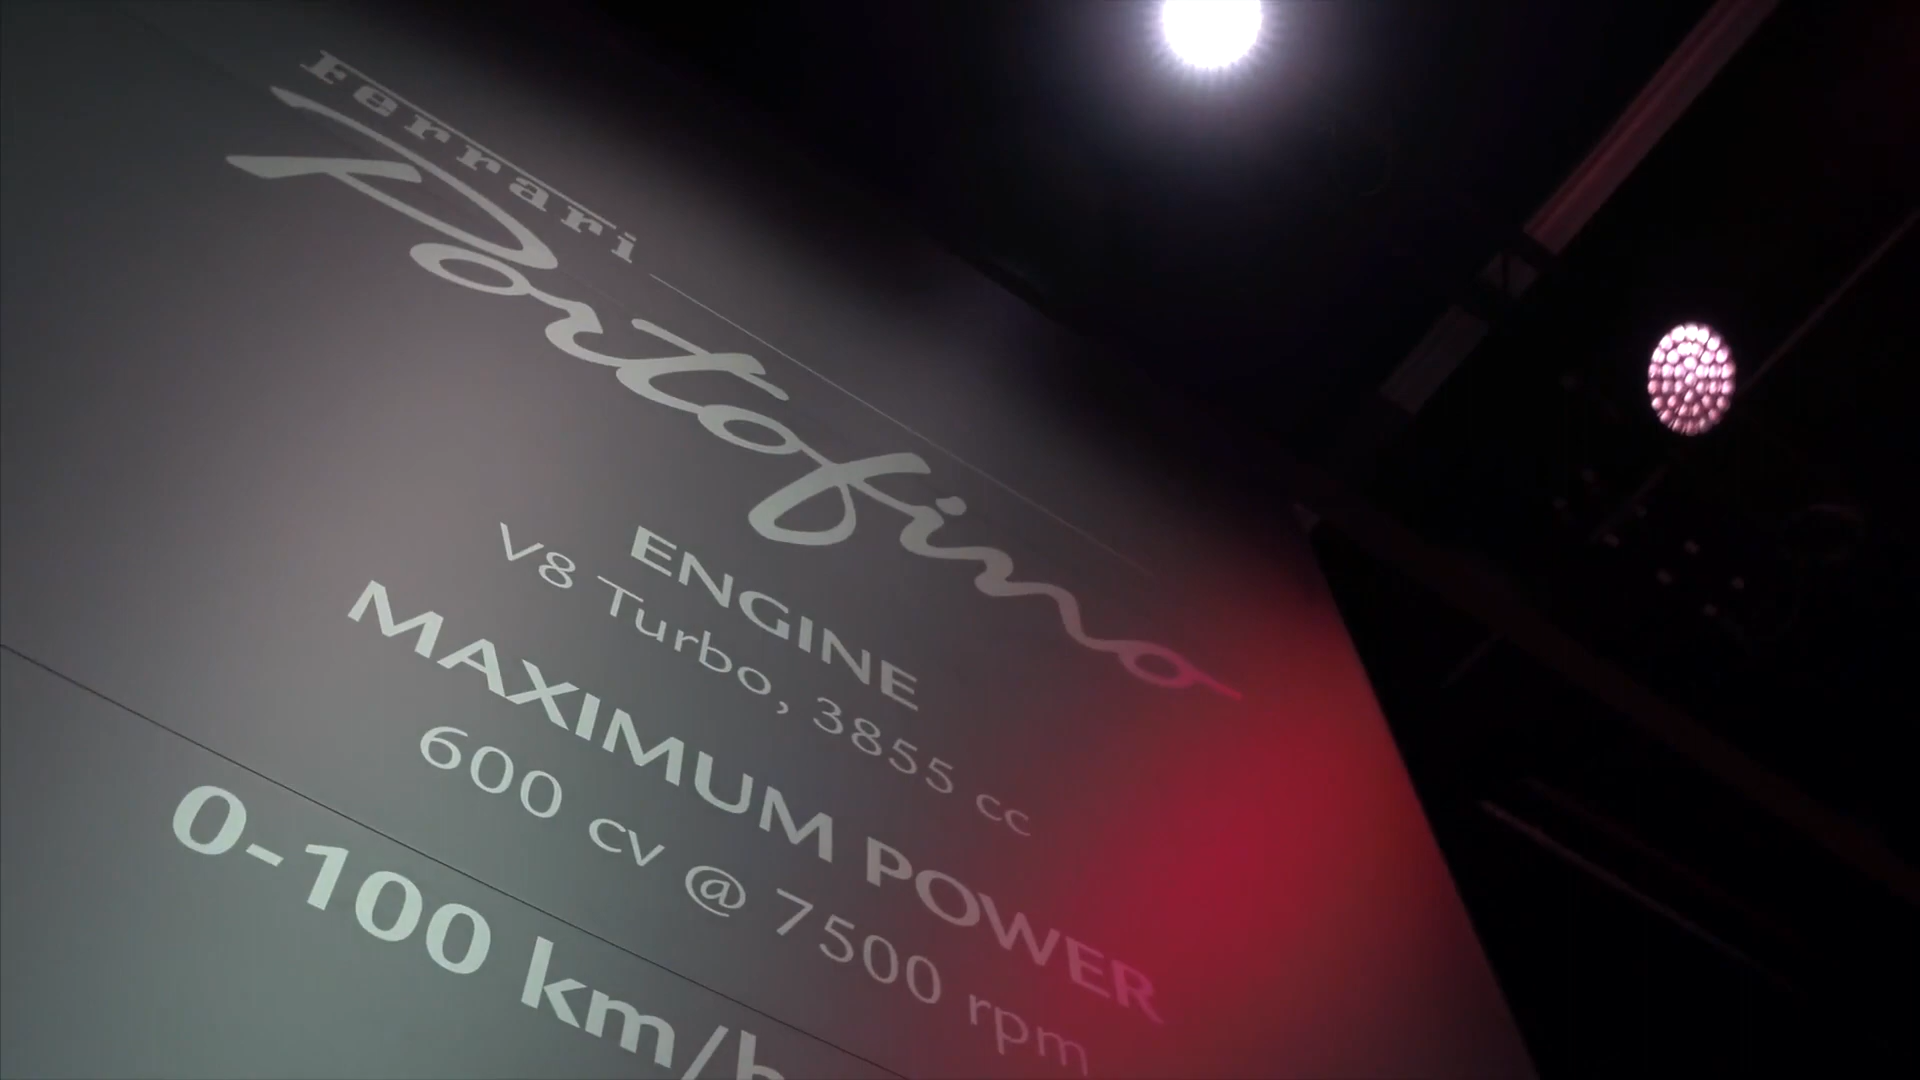 Ferrari
Portofino
ENGINE
V8 Turbo, 3855 cc
MAXIMUM POWER
600 cv @ 7500 rpm
0-100 km/h